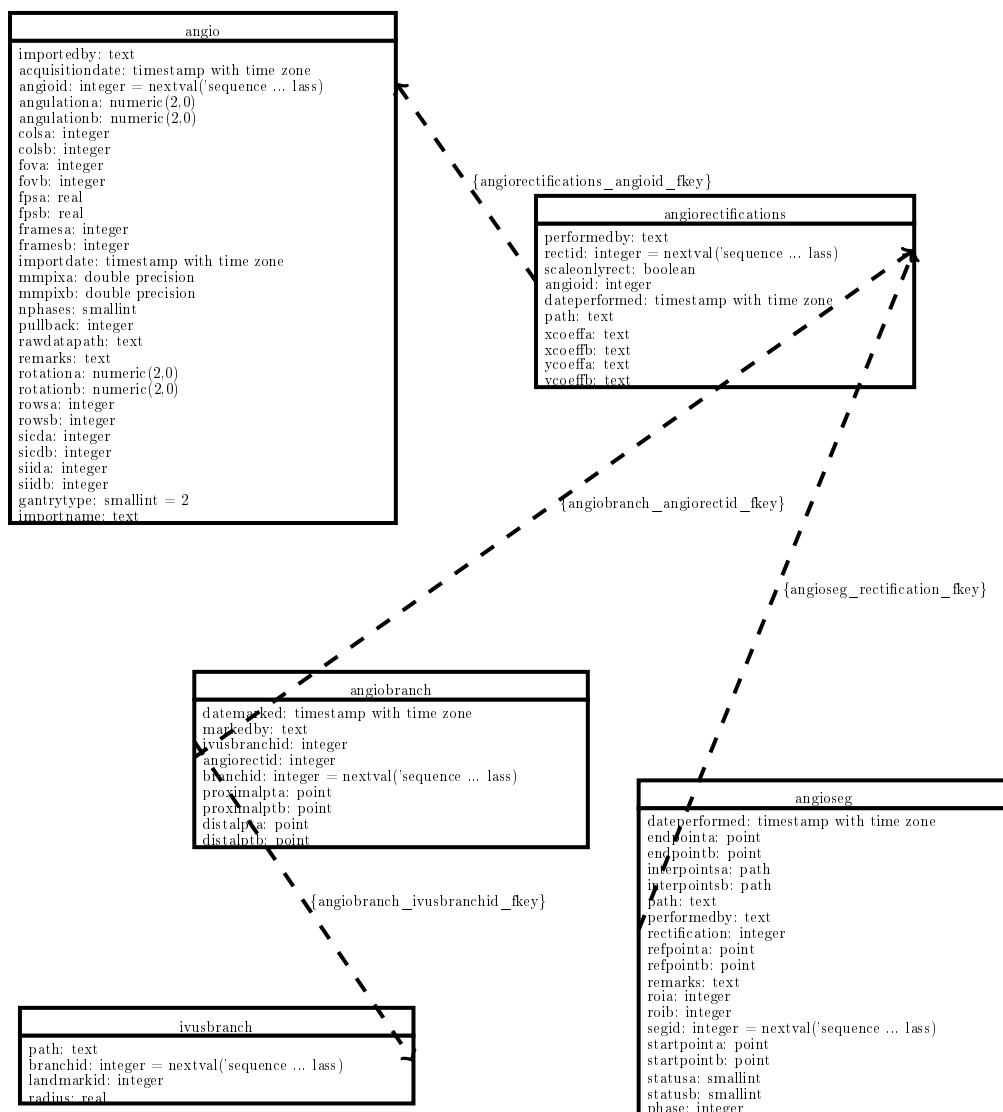 angio
importedby: text
acquisitiondate: timestamp with time zone
angioid: integer = nextval('sequence ... lass)
angulationa: numeric(2,0)
angulationb: numeric(2,0)
colsa: integer
colsb: integer
fova: integer
fovb: integer
fpsa: real
fpsb: real
framesa: integer
framesb: integer
importdate: timestamp with time zone
mmpixa: double precision
mmpixb: double precision
nphases: smallint
pullback: integer
rawdatapath: text
remarks: text
rotationa: numeric(2,0)
rotationb: numeric(2,0)
rowsa: integer
rowsb: integer
sicda: integer
sicdb: integer
siida: integer
siidb: integer
gantrytype: smallint = 2
importname: text
{angiorectifications_angioid_fkey}
angiorectifications
performedby: text
rectid: integer = nextval('sequence ... lass)
scaleonlyrect: boolean
angioid: integer
dateperformed: timestamp with time zone
path: text
xcoeffa: text
xcoeffb: text
ycoeffa: text
ycoeffb: text
{angiobranch_angiorectid_fkey}
{angioseg_rectification_fkey}
angiobranch
datemarked: timestamp with time zone
markedby: text
ivusbranchid: integer
angiorectid: integer
branchid: integer = nextval('sequence ... lass)
proximalpta: point
proximalptb: point
distalpta: point
distalptb: point
{angiobranch_ivusbranchid_fkey}
angioseg
dateperformed: timestamp with time zone
endpointa: point
endpointb: point
interpointsa: path
interpointsb: path
path: text
performedby: text
rectification: integer
refpointa: point
refpointb: point
remarks: text
roia: integer
roib: integer
segid: integer = nextval('sequence ... lass)
startpointa: point
startpointb: point
statusa: smallint
statusb: smallint
phase: integer
ivusbranch
path: text
branchid: integer = nextval('sequence ... lass)
landmarkid: integer
radius: real